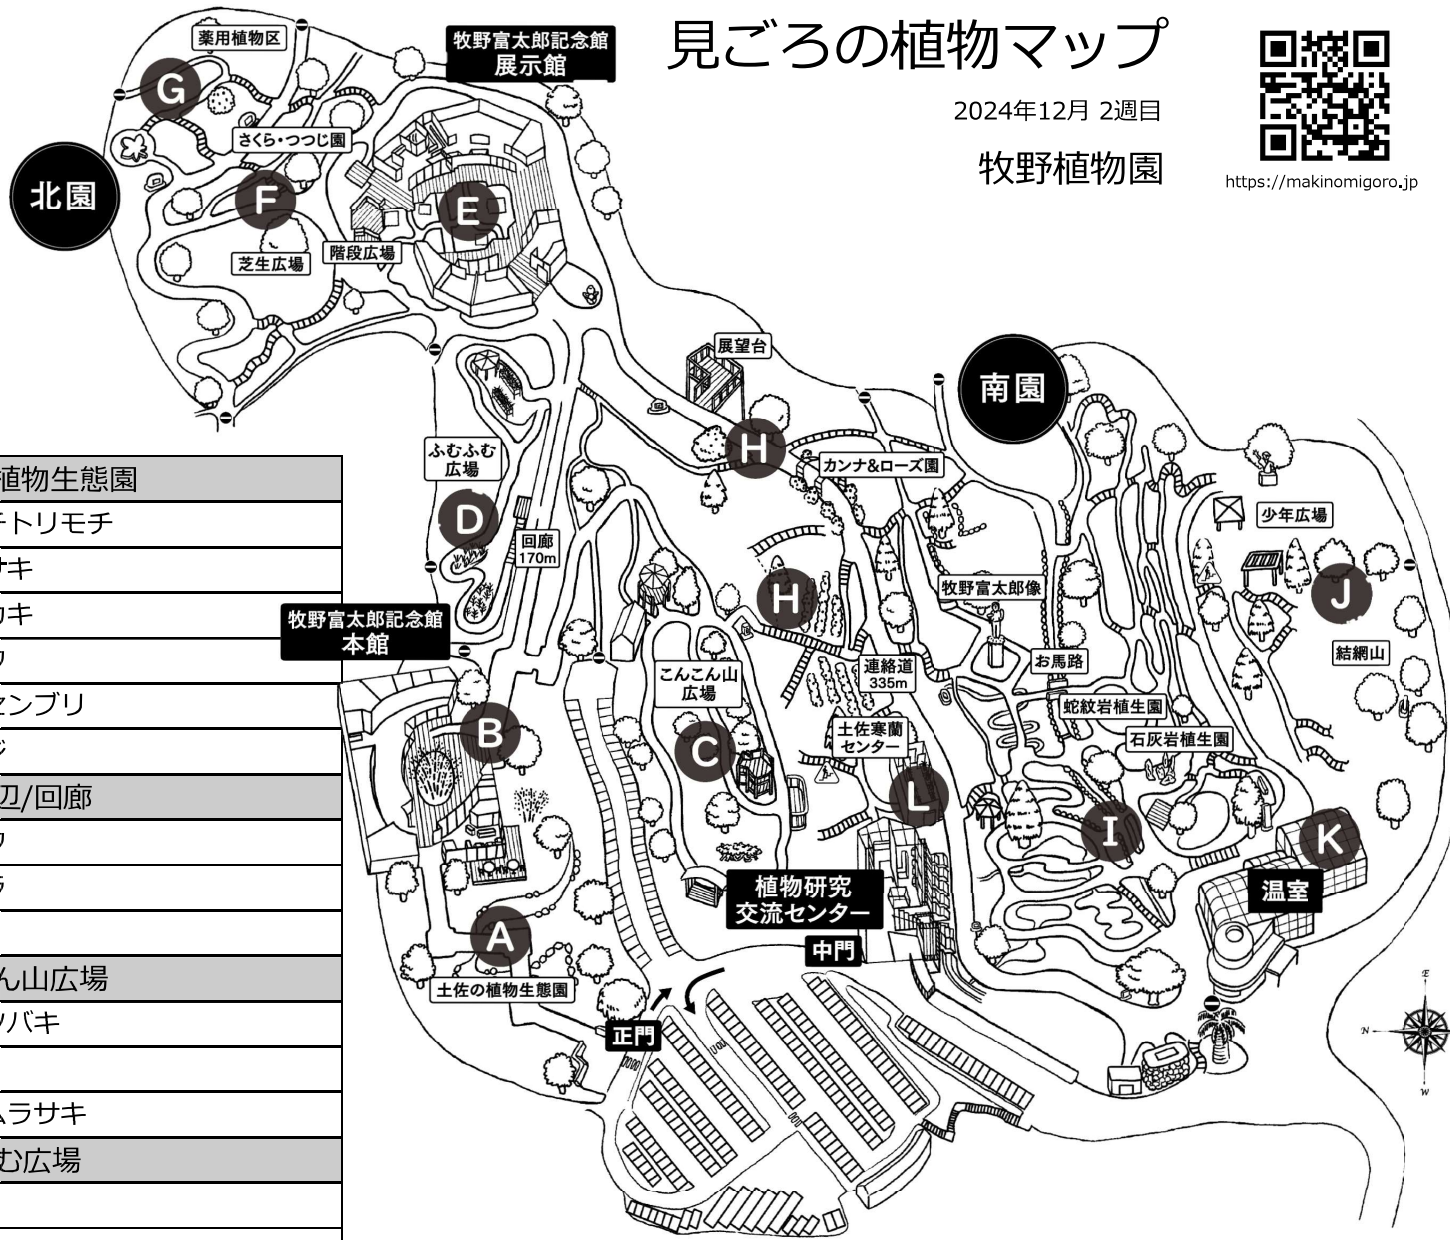 見ごろの植物マップ
2024年12月 2週目
牧野植物園
https://makinomigoro.jp
薬用植物区
牧野富太郎記念館
展示館
G
さくら・つつじ園
北園
F
E
芝生広場
階段広場
展望台
南園
ふむふむ
広場
H
カンナ&ローズ園
D
回廊
170m
少年広場
牧野富太郎像
H
J
牧野富太郎記念館
本館
こんこん山
広場
連絡道
335m
お馬路
結網山
蛇紋岩植生園
B
C
土佐寒蘭
センター
石灰岩植生園
L
I
K
植物研究
交流センター
温室
A
中門
土佐の植物生態園
正門
E
N
W
植物生態園
トリモチ
キ
キ
センブリ
辺/回廊
ん山広場
バキ
ムラサキ
む広場